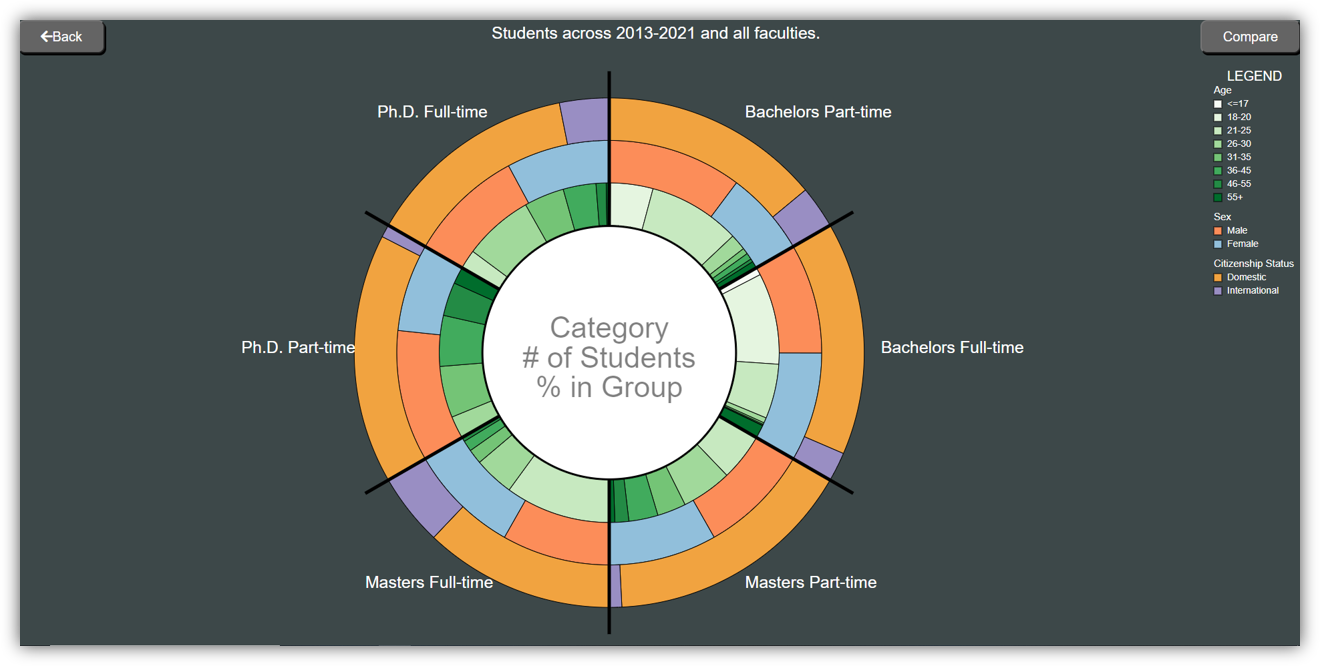 ←Back
Students across 2013-2021 and all faculties.
Compare
LEGEND
Age
<=17
18-20
21-25
26-30
31-35
36-45
46-55
55+
Sex
Male
Female
Citizenship Status
Domestic
International
Ph.D. Full-time
Bachelors Part-time
Ph.D. Part-time
Category
# of Students
% in Group
Bachelors Full-time
Masters Full-time
Masters Part-time